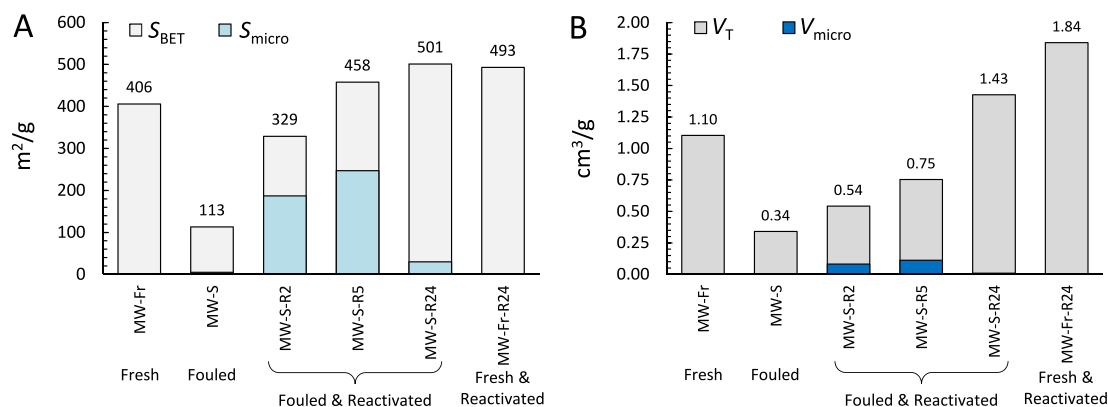 A
S_BET S_micro
m²/g
600
500
400
300
200
100
0
406
113
329
458
501
493
MW-Fr
MW-S
MW-S-R2
MW-S-R5
MW-S-R24
MW-Fr-R24
Fresh
Fouled
Fouled & Reactivated
Fresh &
Reactivated
B
V_T V_micro
cm³/g
2.00
1.75
1.50
1.25
1.00
0.75
0.50
0.25
0.00
1.10
0.34
0.54
0.75
1.43
1.84
MW-Fr
MW-S
MW-S-R2
MW-S-R5
MW-S-R24
MW-Fr-R24
Fresh
Fouled
Fouled & Reactivated
Fresh &
Reactivated